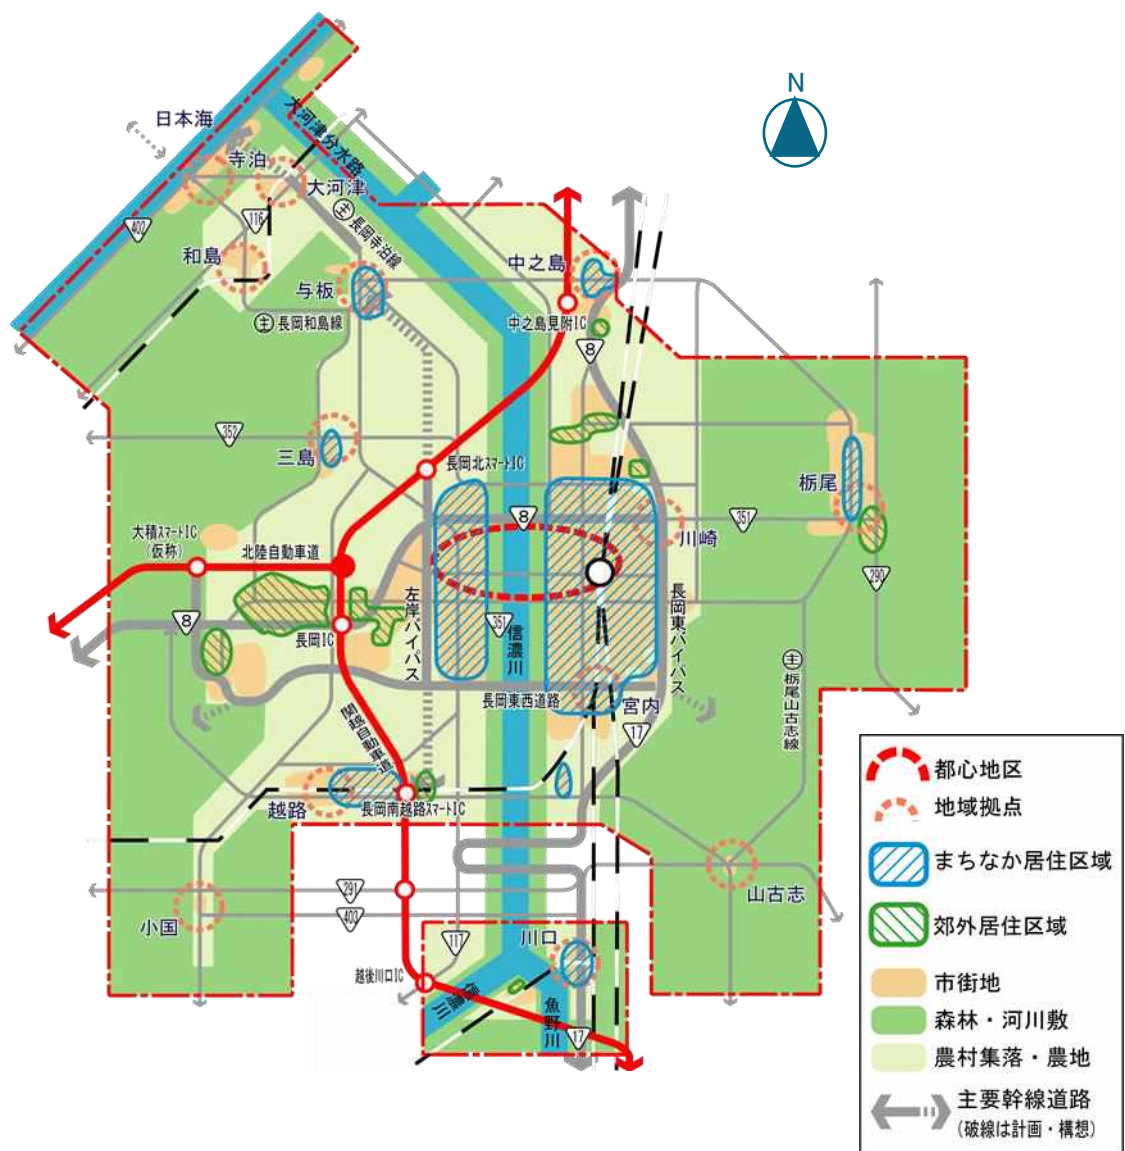 N
日本海
大河津分水路
寺泊
大河津
116
主 長岡寺泊線
402
和島
中之島
与板
中之島見附IC
主 長岡和島線
8
352
三島
長岡北スマートIC
栃尾
大積スマートIC
(仮称)
北陸自動車道
8
川崎
351
290
左岸バイパス
長岡東バイパス
8
長岡IC
351
信濃川
主 栃尾山古志線
長岡東西道路
宮内
17
関越自動車道
越路
長岡南越路スマートIC
山古志
291
小国
403
117
川口
越後川口IC
信濃川
魚野川
17
都心地区
地域拠点
まちなか居住区域
郊外居住区域
市街地
森林・河川敷
農村集落・農地
主要幹線道路
(破線は計画・構想)